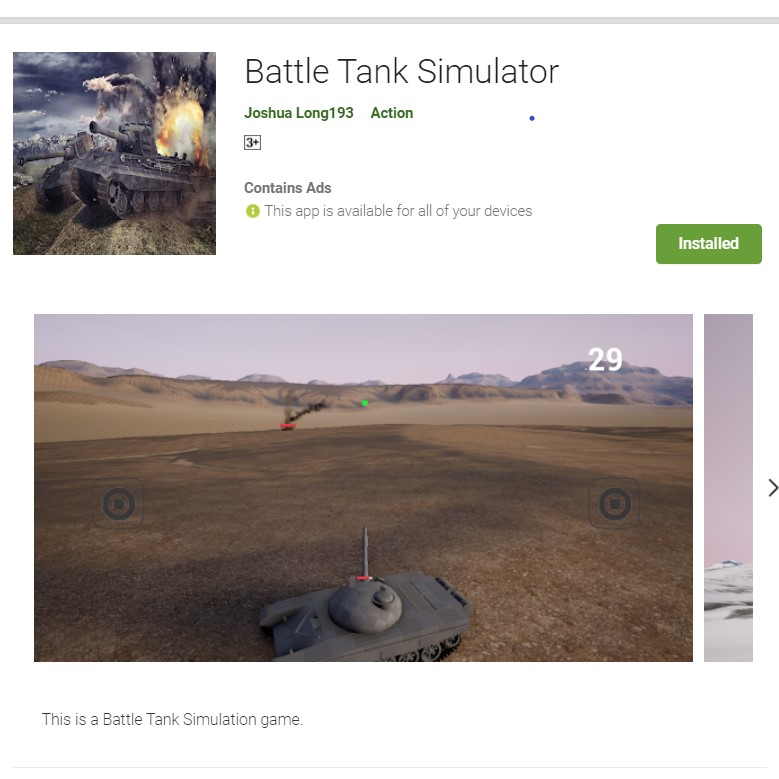 Battle Tank Simulator
Joshua Long193 Action
3+
Contains Ads
This app is available for all of your devices
Installed
29
This is a Battle Tank Simulation game.